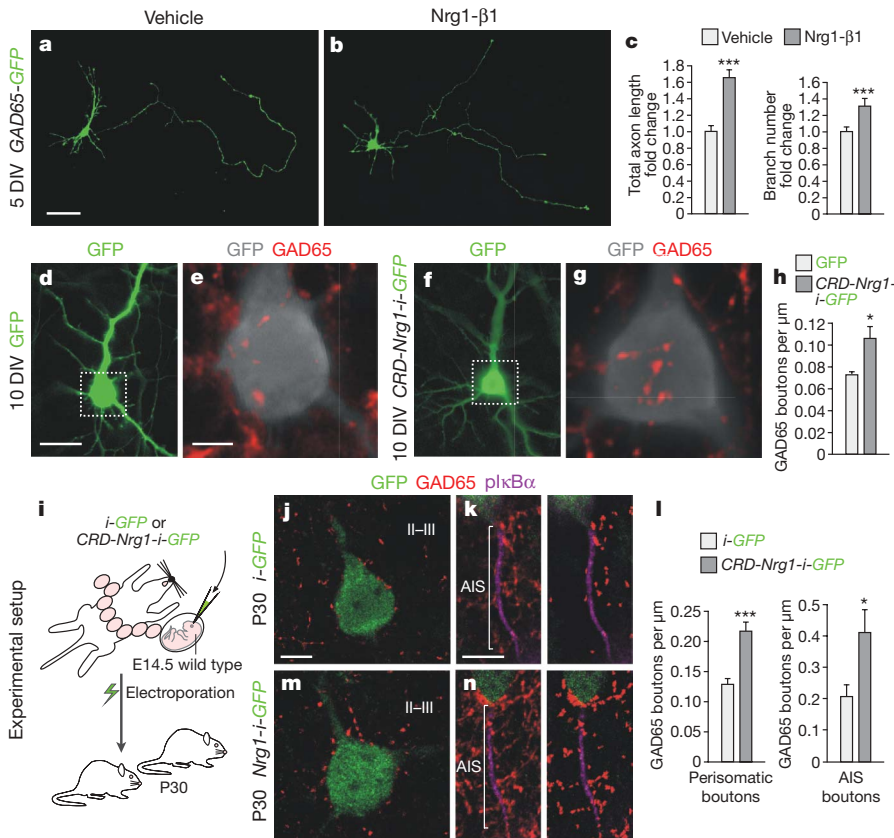 Vehicle
Nrg1-β1
5 DIV GAD65-GFP
a
b
c
Vehicle
Nrg1-β1
Total axon length
fold change
1.8
1.6
1.4
1.2
1.0
0.8
0.6
0.4
0.2
0
***
Branch number
fold change
1.6
1.4
1.2
1.0
0.8
0.6
0.4
0.2
0
***
GFP
GFP GAD65
GFP
GFP GAD65
10 DIV GFP
d
e
10 DIV CRD-Nrg1-i-GFP
f
g
h
GFP
CRD-Nrg1-
i-GFP
GAD65 boutons per µm
0.12
0.10
0.08
0.06
0.04
0.02
0
*
GFP GAD65 pIκBα
Experimental setup
i
i-GFP or
CRD-Nrg1-i-GFP
E14.5 wild type
Electroporation
P30
P30 i-GFP
j
II–III
k
AIS
P30 Nrg1-i-GFP
m
II–III
n
AIS
l
i-GFP
CRD-Nrg1-i-GFP
GAD65 boutons per µm
0.25
0.20
0.15
0.10
0.05
0
***
Perisomatic
boutons
GAD65 boutons per µm
0.5
0.4
0.3
0.2
0.1
0
*
AIS
boutons